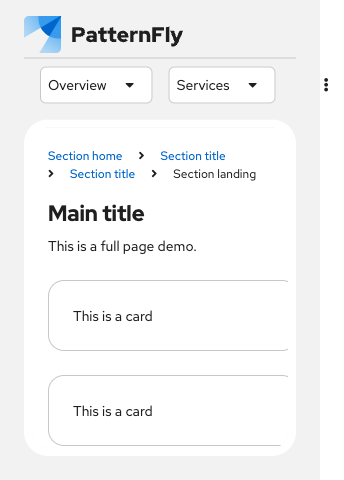 PatternFly
Overview Services
Section home Section title
Section title Section landing
Main title
This is a full page demo.
This is a card
This is a card